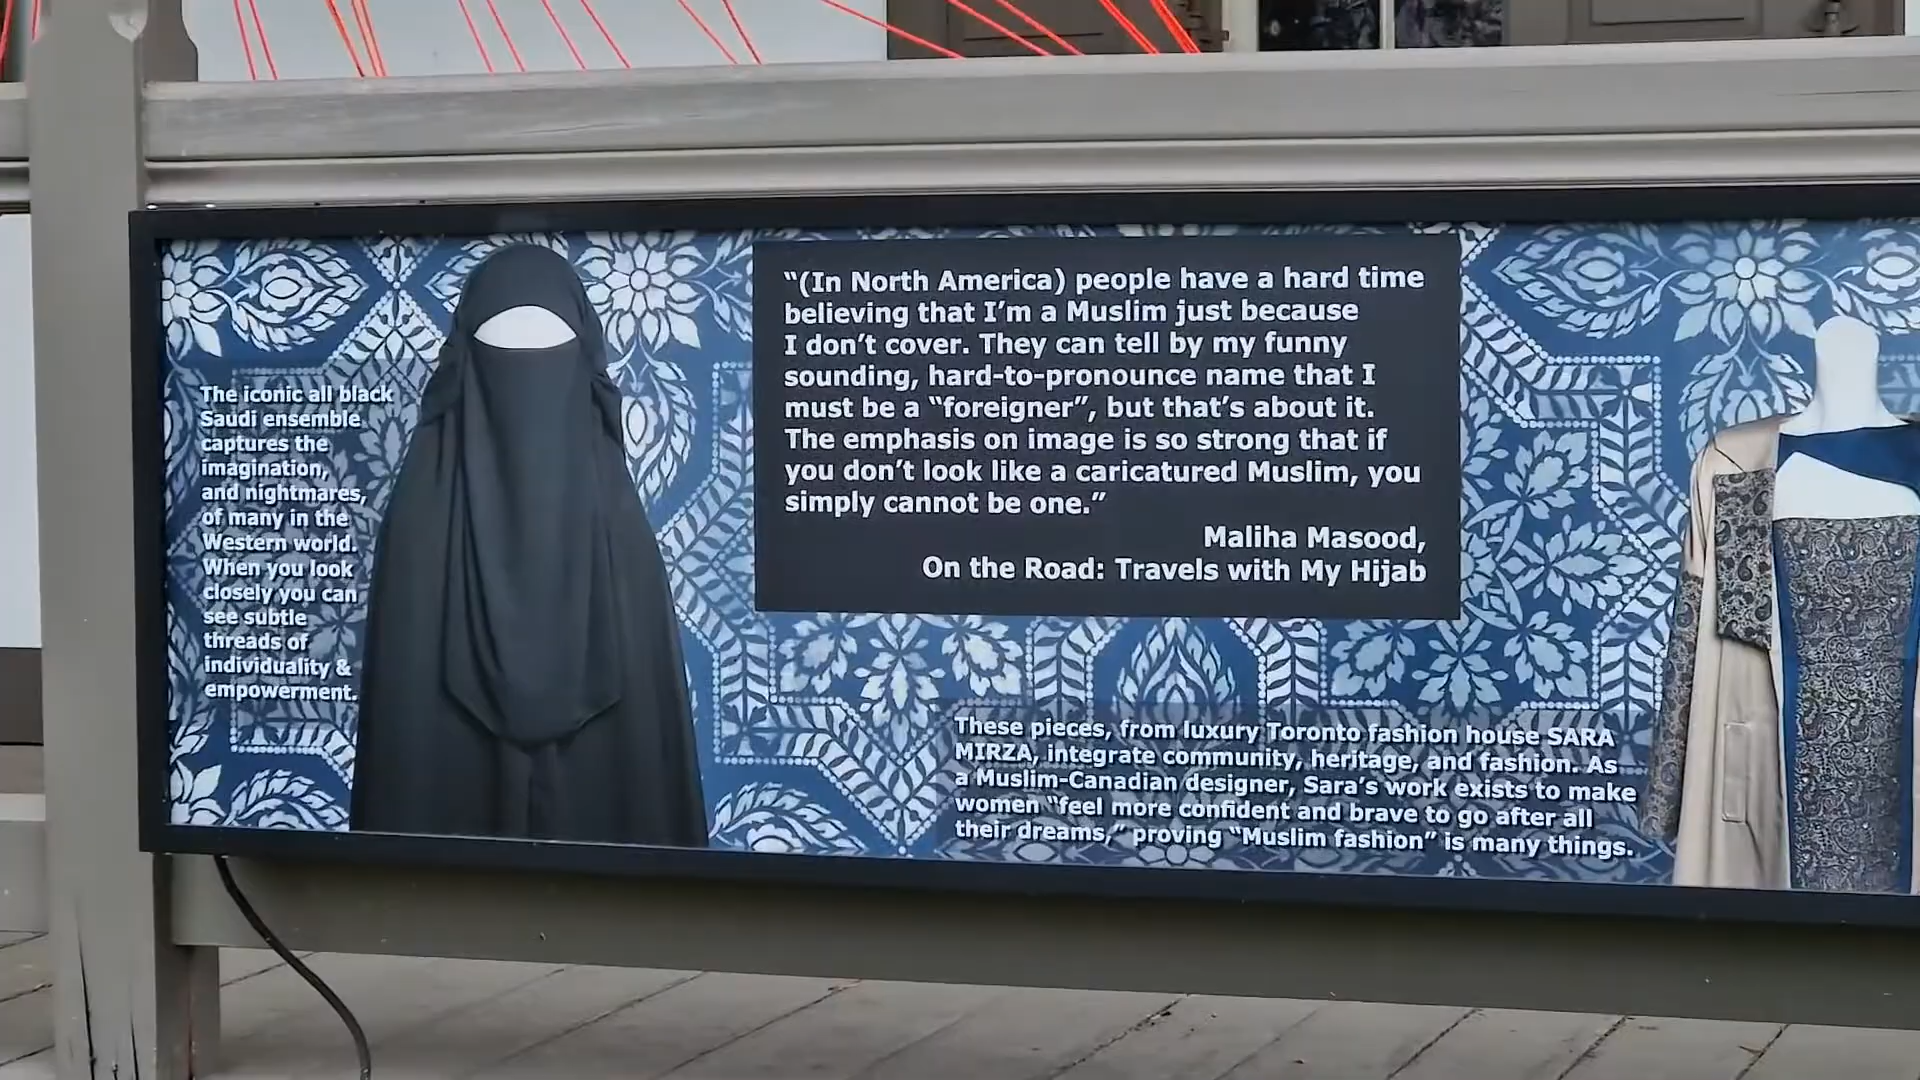 The iconic all black
Saudi ensemble
captures the
imagination,
and nightmares,
of many in the
Western world.
When you look
closely you can
see subtle
threads of
individuality &
empowerment.
“(In North America) people have a hard time
believing that I’m a Muslim just because
I don’t cover. They can tell by my funny
sounding, hard-to-pronounce name that I
must be a “foreigner”, but that’s about it.
The emphasis on image is so strong that if
you don’t look like a caricatured Muslim, you
simply cannot be one.”
Maliha Masood,
On the Road: Travels with My Hijab
These pieces, from luxury Toronto fashion house SARA
MIRZA, integrate community, heritage, and fashion. As
a Muslim-Canadian designer, Sara’s work exists to make
women “feel more confident and brave to go after all
their dreams,” proving “Muslim fashion” is many things.